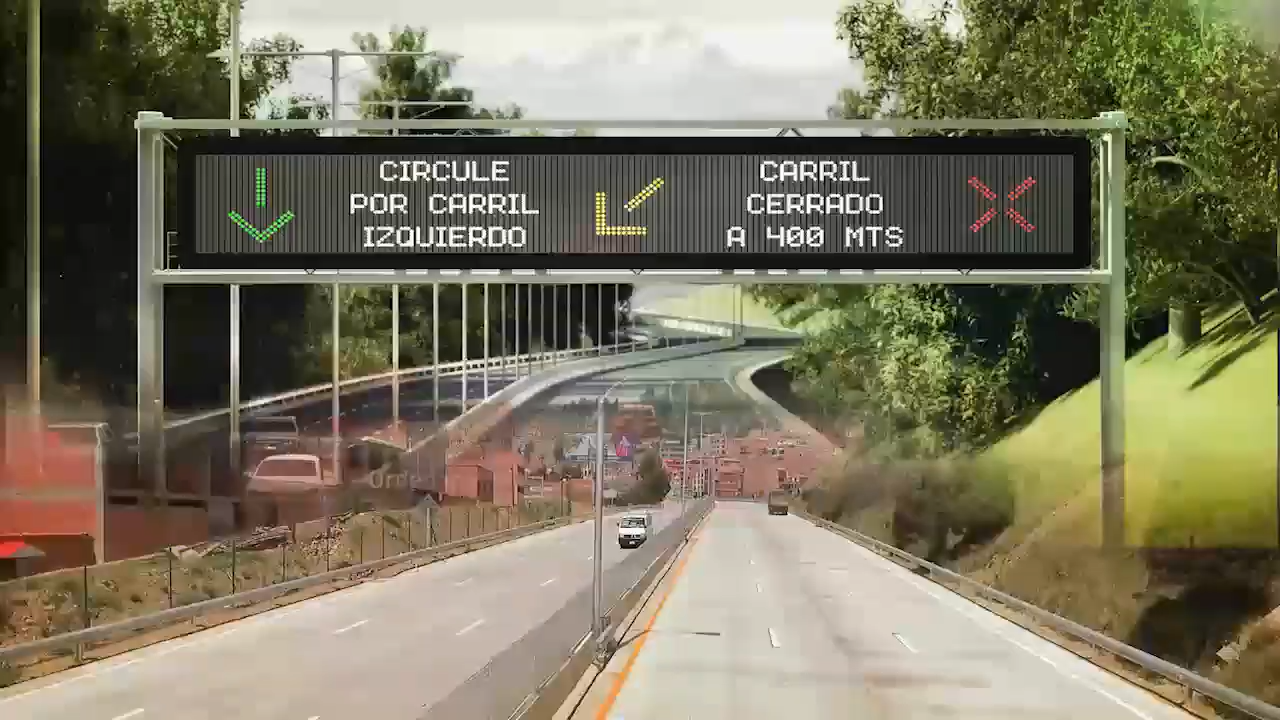 CIRCULE
POR CARRIL
IZQUIERDO
CARRIL
CERRADO
A 400 MTS